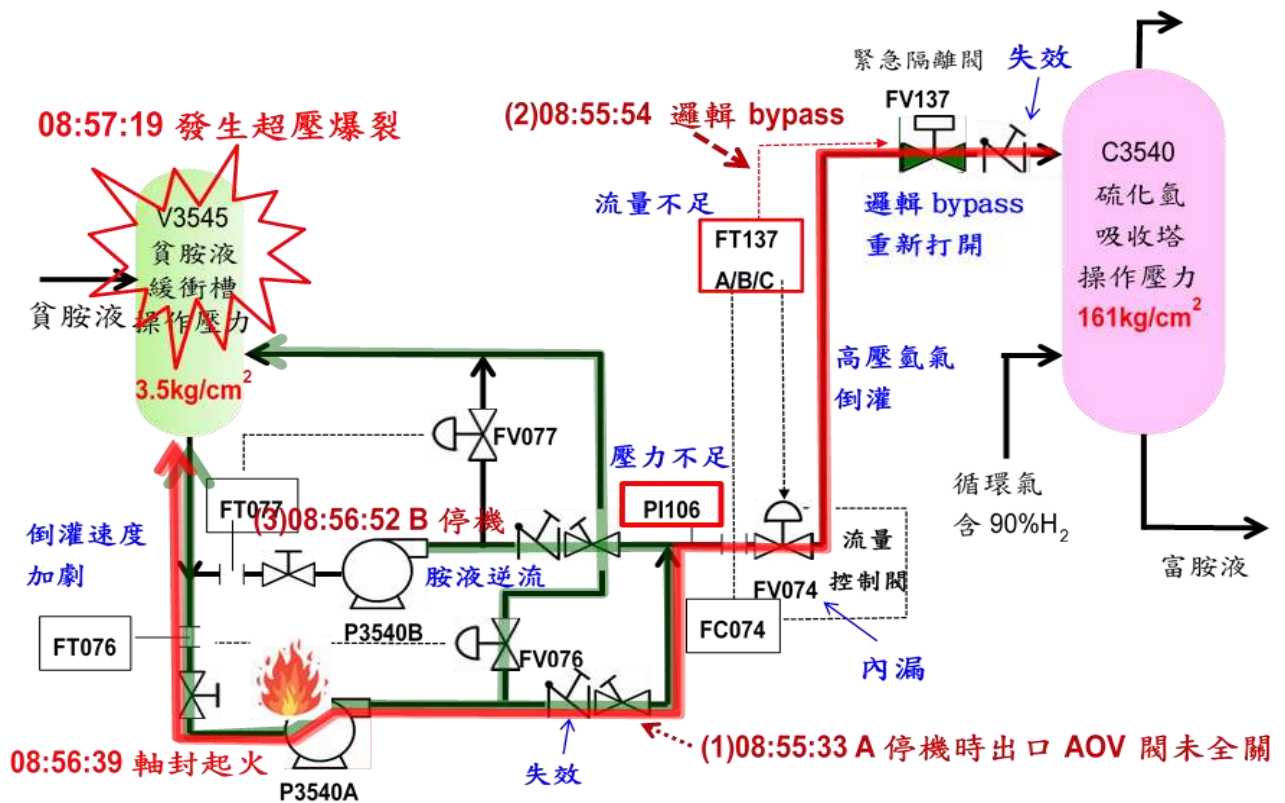 緊急隔離閥
失效
FV137
08:57:19 發生超壓爆裂
(2)08:55:54 邏輯 bypass
C3540
硫化氫
吸收塔
操作壓力
161kg/cm²
V3545
貧胺液
緩衝槽
操作壓力
3.5kg/cm²
流量不足
FT137
A/B/C
邏輯 bypass
重新打開
貧胺液
高壓氫氣
倒灌
FV077
壓力不足
PI106
FT077
(3)08:56:52 B 停機
循環氣
含 90%H₂
倒灌速度
加劇
胺液逆流
流量
控制閥
富胺液
FV074
P3540B
FC074
FT076
FV076
內漏
08:56:39 軸封起火
(1)08:55:33 A 停機時出口 AOV 閥未全關
失效
P3540A